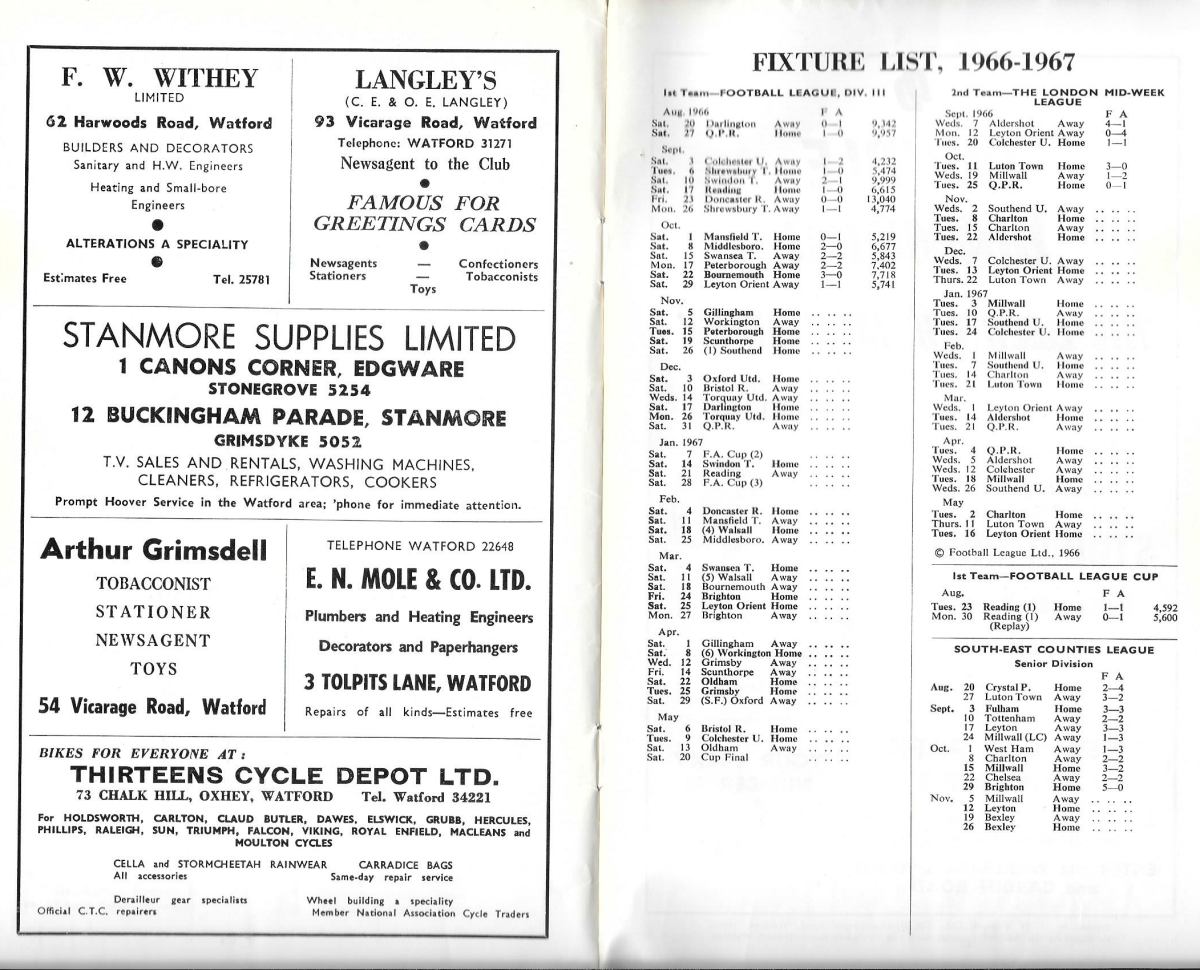 F. W. WITHEY
LIMITED
62 Harwoods Road, Watford
BUILDERS AND DECORATORS
Sanitary and H.W. Engineers
Heating and Small-bore
Engineers
ALTERATIONS A SPECIALITY
Estimates Free Tel. 25781
LANGLEY'S
(C. E. & O. E. LANGLEY)
93 Vicarage Road, Watford
Telephone: WATFORD 31271
Newsagent to the Club
FAMOUS FOR
GREETINGS CARDS
Newsagents — Confectioners
Stationers — Tobacconists
Toys
STANMORE SUPPLIES LIMITED
1 CANONS CORNER, EDGWARE
STONEGROVE 5254
12 BUCKINGHAM PARADE, STANMORE
GRIMSDYKE 5052
T.V. SALES AND RENTALS, WASHING MACHINES,
CLEANERS, REFRIGERATORS, COOKERS
Prompt Hoover Service in the Watford area; 'phone for immediate attention.
Arthur Grimsdell
TOBACCONIST
STATIONER
NEWSAGENT
TOYS
54 Vicarage Road, Watford
TELEPHONE WATFORD 22648
E. N. MOLE & CO. LTD.
Plumbers and Heating Engineers
Decorators and Paperhangers
3 TOLPITS LANE, WATFORD
Repairs of all kinds—Estimates free
BIKES FOR EVERYONE AT :
THIRTEENS CYCLE DEPOT LTD.
73 CHALK HILL, OXHEY, WATFORD Tel. Watford 34221
For HOLDSWORTH, CARLTON, CLAUD BUTLER, DAWES, ELSWICK, GRUBB, HERCULES,
PHILLIPS, RALEIGH, SUN, TRIUMPH, FALCON, VIKING, ROYAL ENFIELD, MACLEANS and
MOULTON CYCLES
CELLA and STORMCHEETAH RAINWEAR CARRADICE BAGS
All accessories Same-day repair service
Derailleur gear specialists Wheel building a speciality
Official C.T.C. repairers Member National Association Cycle Traders
FIXTURE LIST, 1966-1967
1st Team—FOOTBALL LEAGUE, DIV. III
Aug. 1966 F A
Sat. 20 Darlington Away 0—1 9,342
Sat. 27 Q.P.R. Home 1—0 9,957
Sept.
Sat. 3 Colchester U. Away 1—2 4,232
Tues. 6 Shrewsbury T. Home 1—0 5,474
Sat. 10 Swindon T. Away 2—1 9,999
Sat. 17 Reading Home 1—0 6,615
Fri. 23 Doncaster R. Away 0—0 13,040
Mon. 26 Shrewsbury T. Away 1—1 4,774
Oct.
Sat. 1 Mansfield T. Home 0—1 5,219
Sat. 8 Middlesboro. Home 2—0 6,677
Sat. 15 Swansea T. Away 2—2 5,843
Mon. 17 Peterborough Away 2—2 7,402
Sat. 22 Bournemouth Home 3—0 7,718
Sat. 29 Leyton Orient Away 1—1 5,741
Nov.
Sat. 5 Gillingham Home .. .. .. ..
Sat. 12 Workington Away .. .. .. ..
Tues. 15 Peterborough Home .. .. .. ..
Sat. 19 Scunthorpe Home .. .. .. ..
Sat. 26 (1) Southend Home .. .. .. ..
Dec.
Sat. 3 Oxford Utd. Home .. .. .. ..
Sat. 10 Bristol R. Away .. .. .. ..
Weds. 14 Torquay Utd. Away .. .. .. ..
Sat. 17 Darlington Home .. .. .. ..
Mon. 26 Torquay Utd. Home .. .. .. ..
Sat. 31 Q.P.R. Away .. .. .. ..
Jan. 1967
Sat. 7 F.A. Cup (2)
Sat. 14 Swindon T. Home .. .. .. ..
Sat. 21 Reading Away .. .. .. ..
Sat. 28 F.A. Cup (3)
Feb.
Sat. 4 Doncaster R. Home .. .. .. ..
Sat. 11 Mansfield T. Away .. .. .. ..
Sat. 18 (4) Walsall Home .. .. .. ..
Sat. 25 Middlesboro. Away .. .. .. ..
Mar.
Sat. 4 Swansea T. Home .. .. .. ..
Sat. 11 (5) Walsall Away .. .. .. ..
Sat. 18 Bournemouth Away .. .. .. ..
Fri. 24 Brighton Home .. .. .. ..
Sat. 25 Leyton Orient Home .. .. .. ..
Mon. 27 Brighton Away .. .. .. ..
Apr.
Sat. 1 Gillingham Away .. .. .. ..
Sat. 8 (6) Workington Home .. .. .. ..
Wed. 12 Grimsby Away .. .. .. ..
Fri. 14 Scunthorpe Away .. .. .. ..
Sat. 22 Oldham Home .. .. .. ..
Tues. 25 Grimsby Home .. .. .. ..
Sat. 29 (S.F.) Oxford Away .. .. .. ..
May
Sat. 6 Bristol R. Home .. .. .. ..
Tues. 9 Colchester U. Home .. .. .. ..
Sat. 13 Oldham Away .. .. .. ..
Sat. 20 Cup Final
2nd Team—THE LONDON MID-WEEK
LEAGUE
Sept. 1966 F A
Weds. 7 Aldershot Away 4—1
Mon. 12 Leyton Orient Away 0—4
Tues. 20 Colchester U. Home 1—1
Oct.
Tues. 11 Luton Town Home 3—0
Weds. 19 Millwall Away 1—2
Tues. 25 Q.P.R. Home 0—1
Nov.
Weds. 2 Southend U. Away .. .. .. ..
Tues. 8 Charlton Home .. .. .. ..
Tues. 15 Charlton Away .. .. .. ..
Tues. 22 Aldershot Home .. .. .. ..
Dec.
Weds. 7 Colchester U. Away .. .. .. ..
Tues. 13 Leyton Orient Home .. .. .. ..
Thurs. 22 Luton Town Away .. .. .. ..
Jan. 1967
Tues. 3 Millwall Home .. .. .. ..
Tues. 10 Q.P.R. Away .. .. .. ..
Tues. 17 Southend U. Home .. .. .. ..
Tues. 24 Colchester U. Home .. .. .. ..
Feb.
Weds. 1 Millwall Away .. .. .. ..
Tues. 7 Southend U. Home .. .. .. ..
Tues. 14 Charlton Away .. .. .. ..
Tues. 21 Luton Town Home .. .. .. ..
Mar.
Weds. 1 Leyton Orient Away .. .. .. ..
Tues. 14 Aldershot Home .. .. .. ..
Tues. 21 Q.P.R. Away .. .. .. ..
Apr.
Tues. 4 Q.P.R. Home .. .. .. ..
Weds. 5 Aldershot Away .. .. .. ..
Weds. 12 Colchester Away .. .. .. ..
Tues. 18 Millwall Home .. .. .. ..
Weds. 26 Southend U. Away .. .. .. ..
May
Tues. 2 Charlton Home .. .. .. ..
Thurs. 11 Luton Town Away .. .. .. ..
Tues. 16 Leyton Orient Home .. .. .. ..
© Football League Ltd., 1966
1st Team—FOOTBALL LEAGUE CUP
Aug. F A
Tues. 23 Reading (1) Home 1—1 4,592
Mon. 30 Reading (1) Away 0—1 5,600
(Replay)
SOUTH-EAST COUNTIES LEAGUE
Senior Division
F A
Aug. 20 Crystal P. Home 2—4
27 Luton Town Away 3—2
Sept. 3 Fulham Home 3—3
10 Tottenham Away 2—2
17 Leyton Away 3—3
24 Millwall (LC) Away 1—3
Oct. 1 West Ham Away 1—3
8 Charlton Away 2—2
15 Millwall Home 3—2
22 Chelsea Away 2—2
29 Brighton Home 5—0
Nov. 5 Millwall Away .. .. .. ..
12 Leyton Home .. .. .. ..
19 Bexley Away .. .. .. ..
26 Bexley Home .. .. .. ..